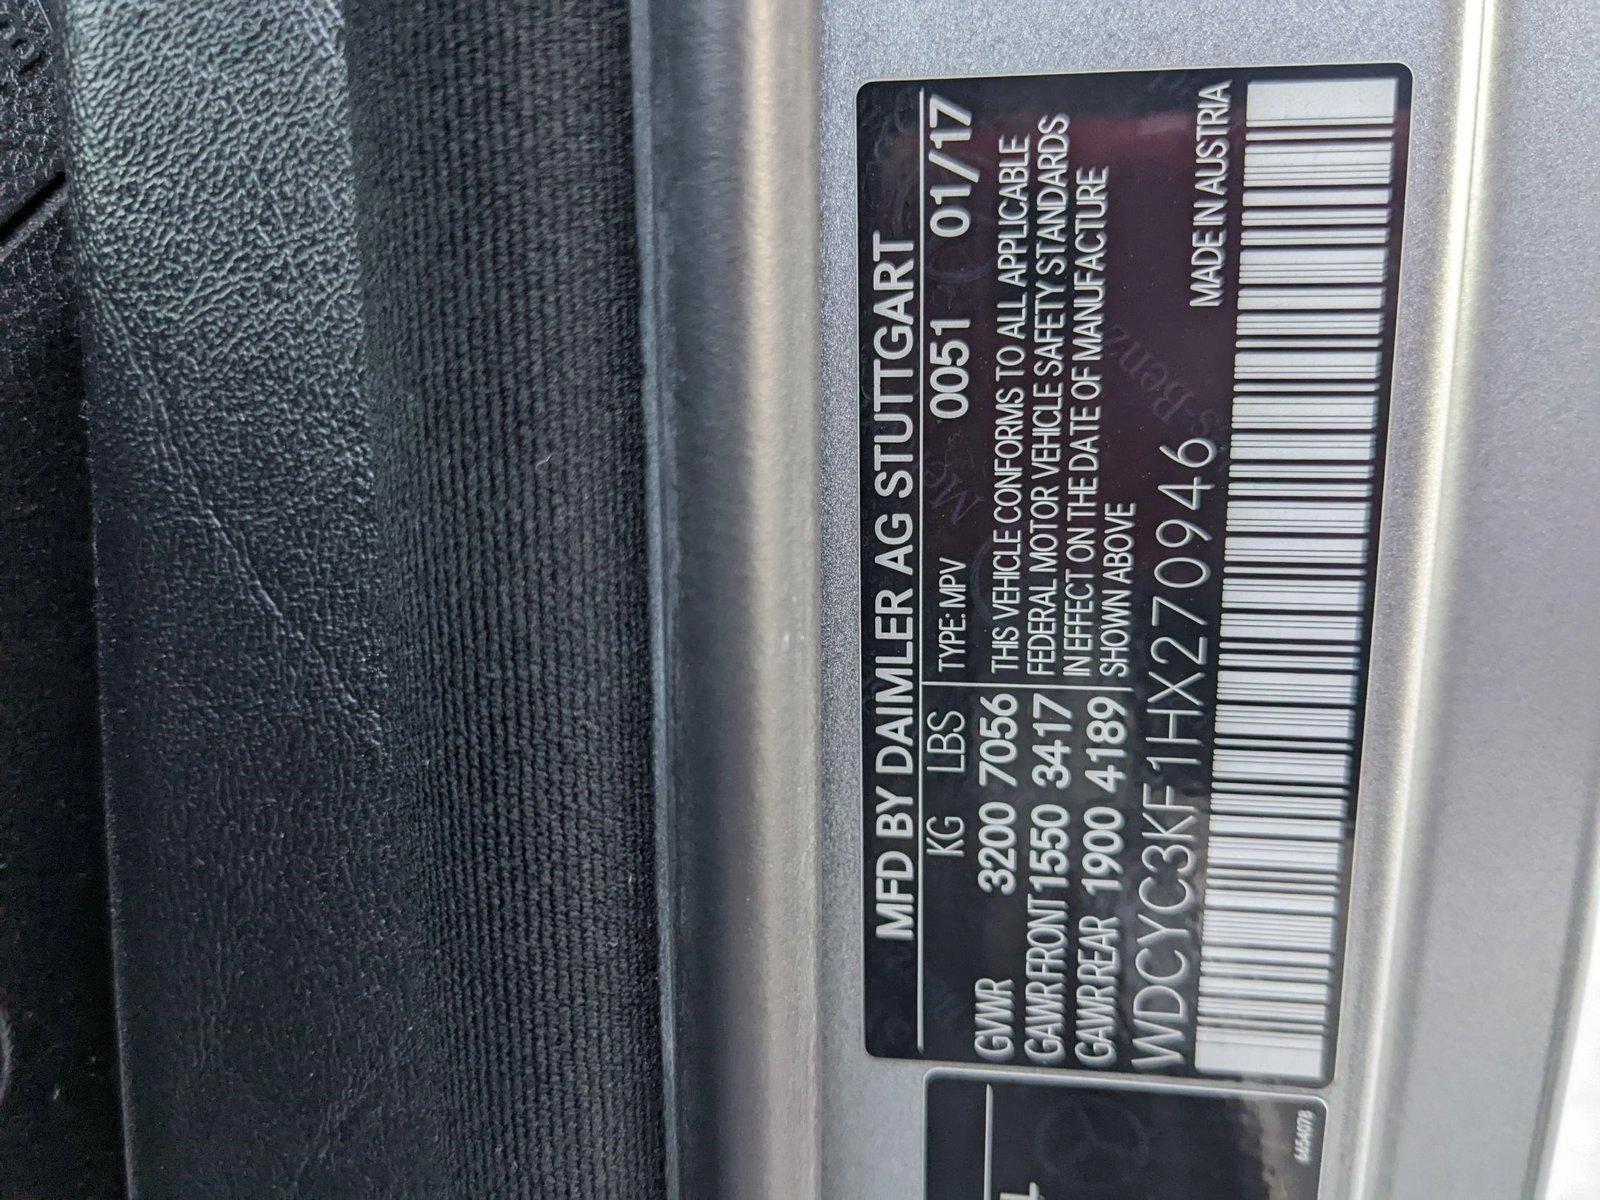 MFD BY DAIMLER AG STUTTGART
KG LBS TYPE: MPV 0051 01/17
GVWR 3200 7056 THIS VEHICLE CONFORMS TO ALL APPLICABLE
GAWR FRONT 1550 3417 FEDERAL MOTOR VEHICLE SAFETY STANDARDS
GAWR REAR 1900 4189 IN EFFECT ON THE DATE OF MANUFACTURE
SHOWN ABOVE
WDCYC3KF1HX270946 MADE IN AUSTRIA
6454078